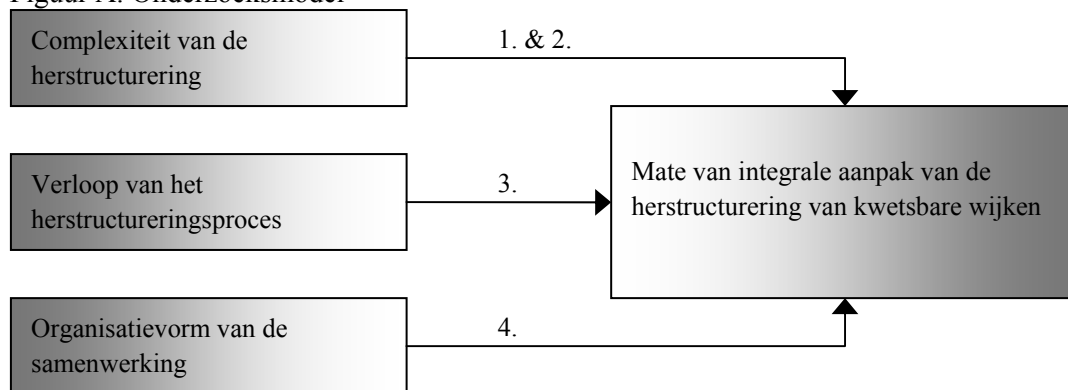 Figuur A: Onderzoeksmodel
Complexiteit van de
herstructurering
1. & 2.
Verloop van het
herstructureringsproces
3.
Mate van integrale aanpak van de
herstructurering van kwetsbare wijken
Organisatievorm van de
samenwerking
4.